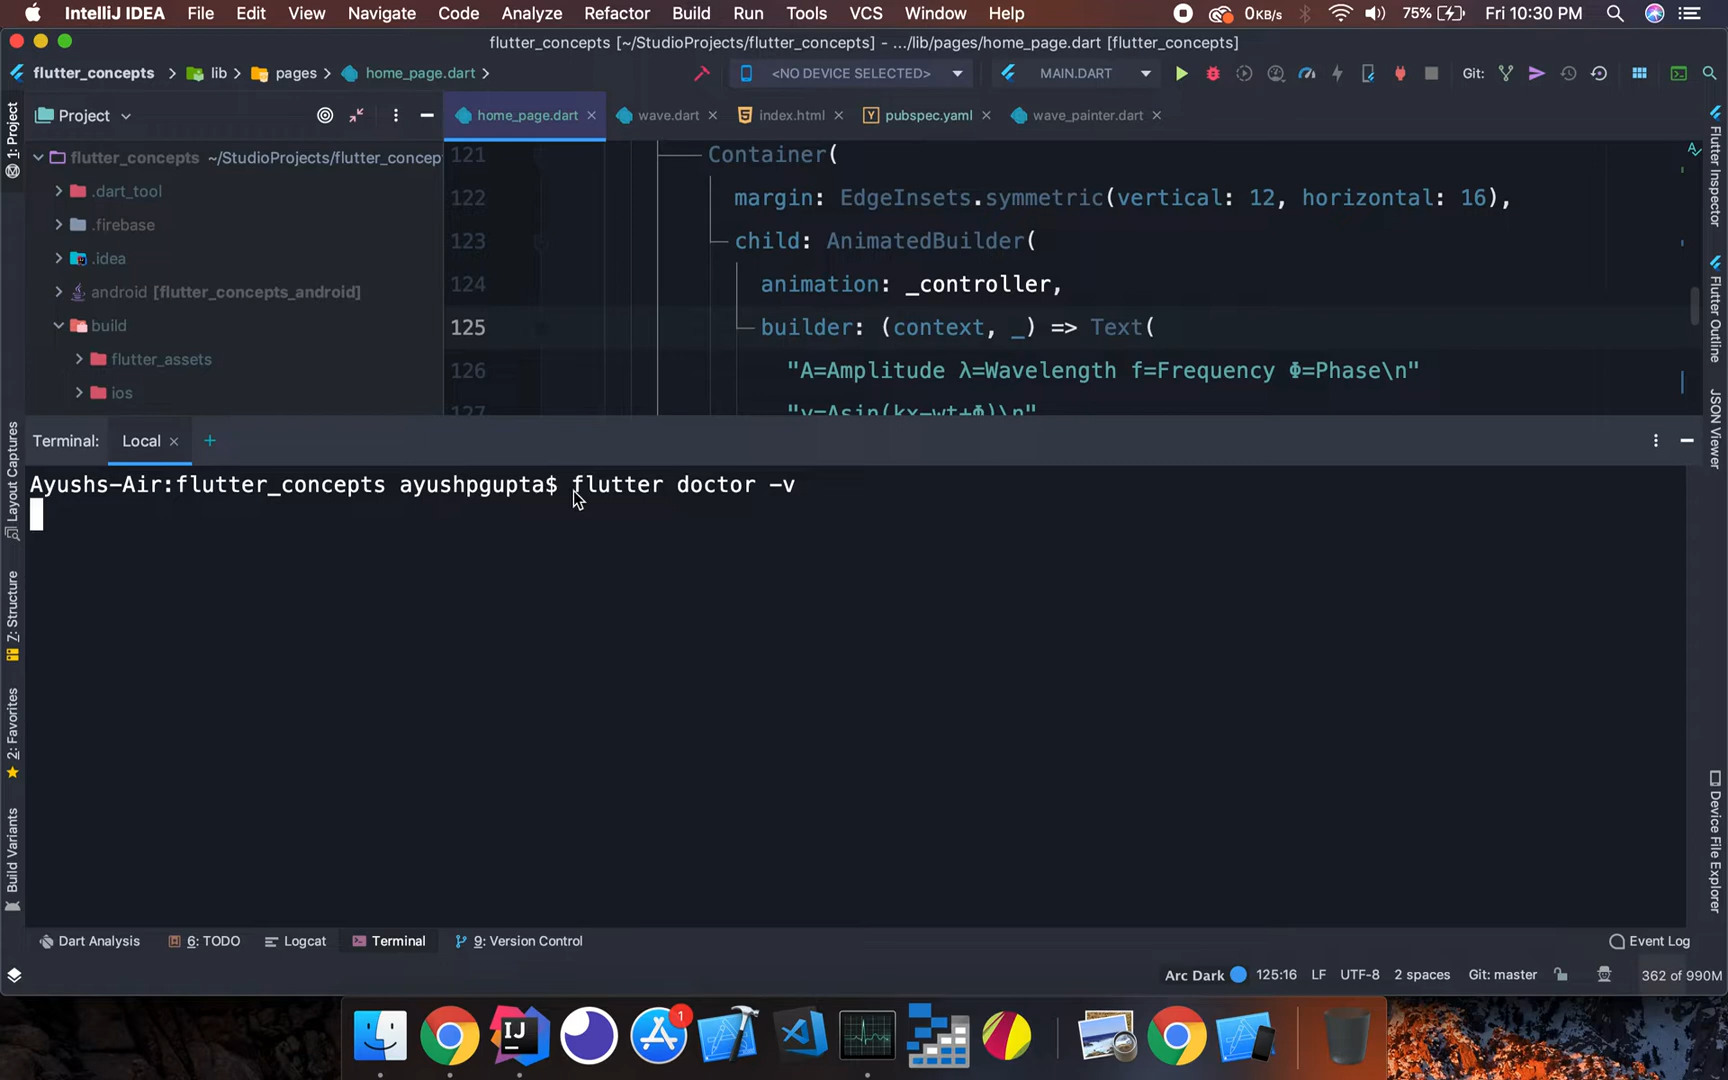 IntelliJ IDEA File Edit View Navigate Code Analyze Refactor Build Run Tools VCS Window Help 0KB/s 75% Fri 10:30 PM
flutter_concepts [~/StudioProjects/flutter_concepts] - .../lib/pages/home_page.dart [flutter_concepts]
flutter_concepts lib pages home_page.dart <NO DEVICE SELECTED> MAIN.DART Git:
Project home_page.dart wave.dart index.html pubspec.yaml wave_painter.dart
flutter_concepts ~/StudioProjects/flutter_concep
.dart_tool
.firebase
.idea
android [flutter_concepts_android]
build
flutter_assets
ios
121 Container(
122 margin: EdgeInsets.symmetric(vertical: 12, horizontal: 16),
123 child: AnimatedBuilder(
124 animation: _controller,
125 builder: (context, _) => Text(
126 "A=Amplitude λ=Wavelength f=Frequency Φ=Phase\n"
127 "y=Asin(kx-wt+Φ)\n"
1: Project
Layout Captures
7: Structure
2: Favorites
Build Variants
Flutter Inspector
Flutter Outline
JSON Viewer
Device File Explorer
Terminal: Local +
Ayushs-Air:flutter_concepts ayushpgupta$ flutter doctor -v
Dart Analysis 6: TODO Logcat Terminal 9: Version Control Event Log
Arc Dark 125:16 LF UTF-8 2 spaces Git: master 362 of 990M
IJ
1